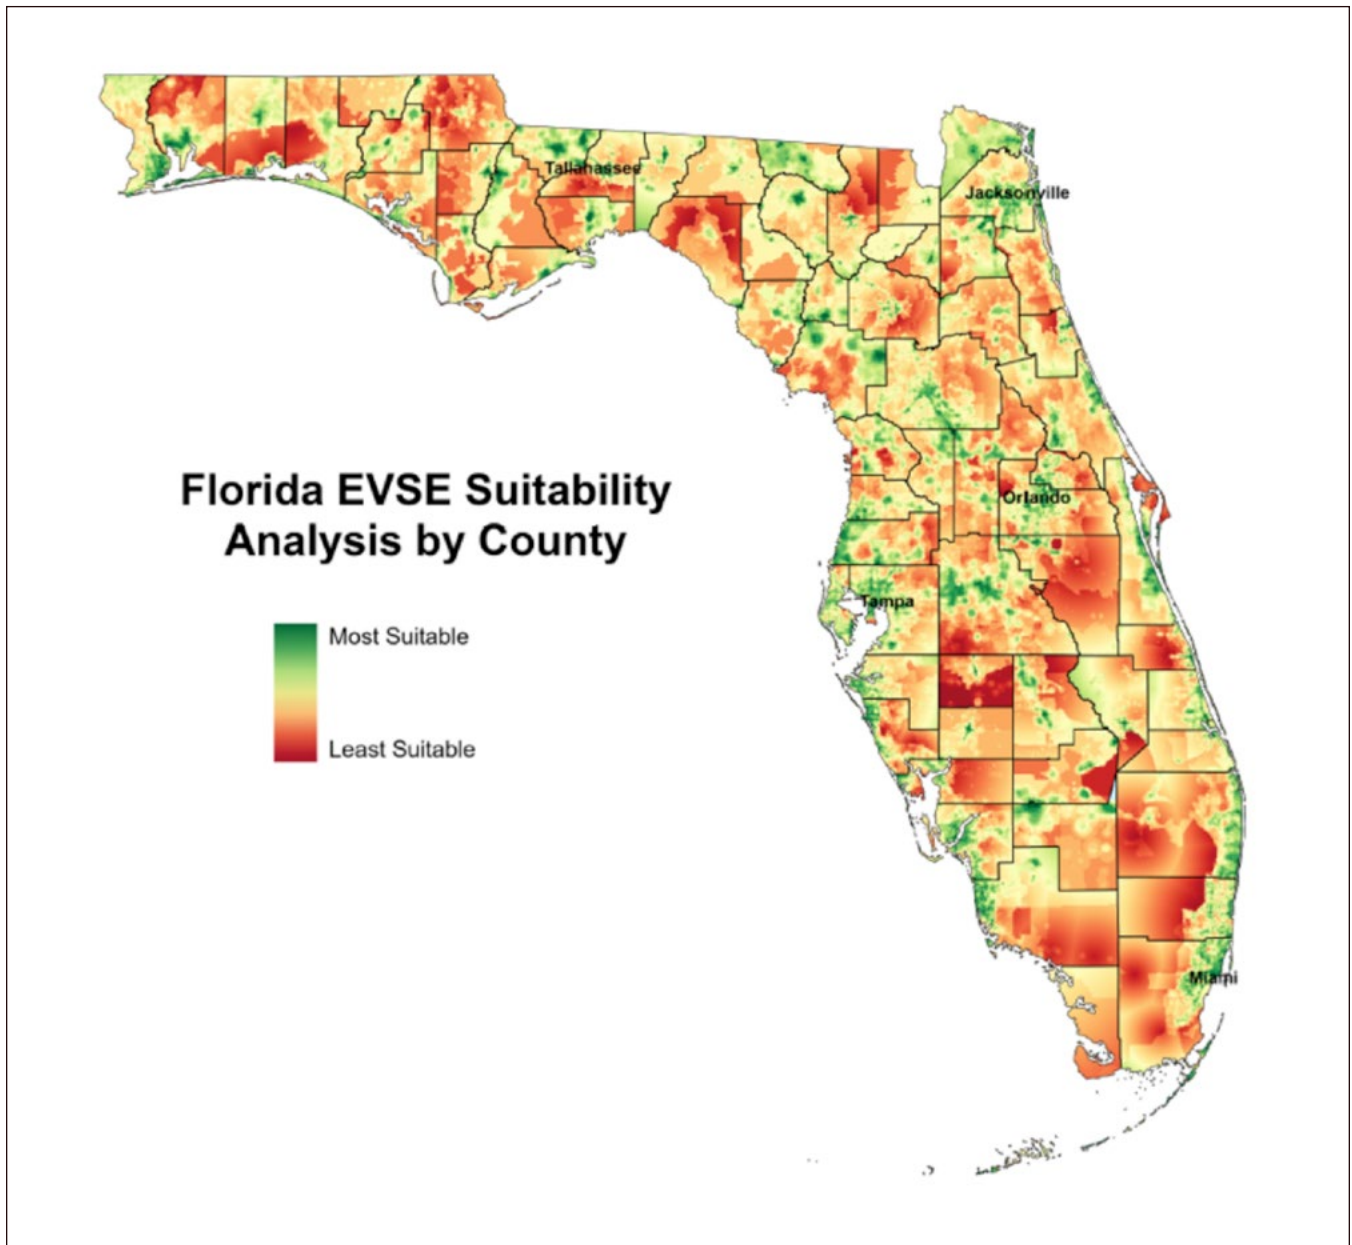 Tallahassee
Jacksonville
Florida EVSE Suitability
Analysis by County
Orlando
Tampa
Most Suitable
Least Suitable
Miami